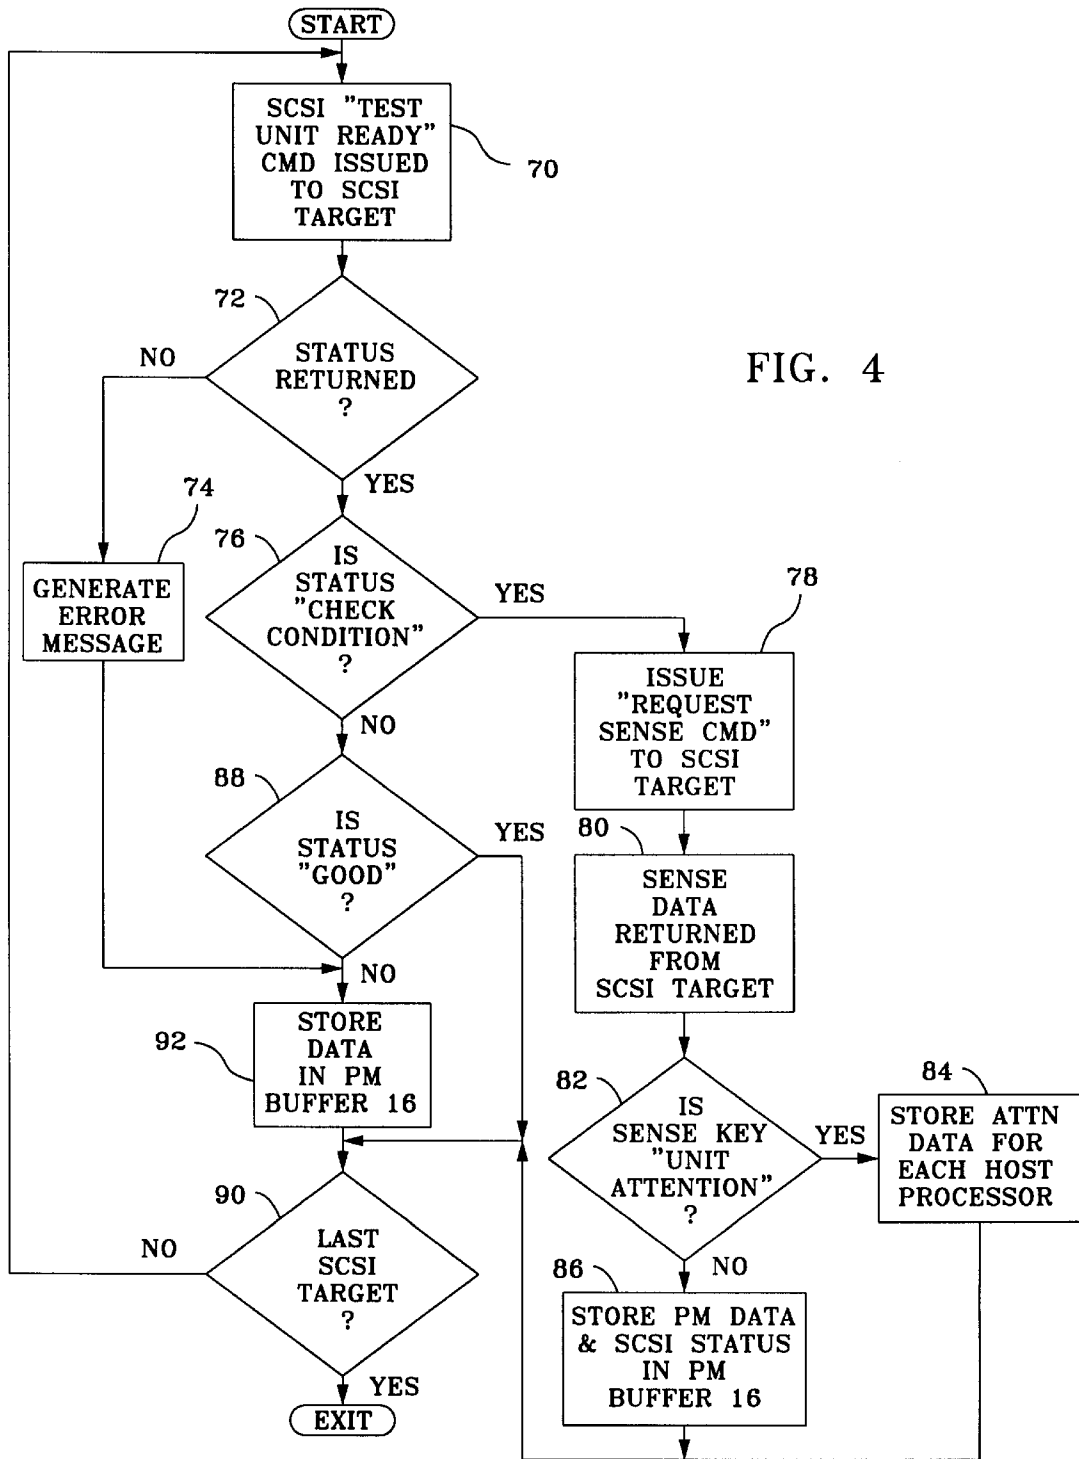 START
SCSI "TEST
UNIT READY"
CMD ISSUED
TO SCSI
TARGET
70
72
STATUS
RETURNED
?
NO
YES
FIG. 4
74
GENERATE
ERROR
MESSAGE
76
IS
STATUS
"CHECK
CONDITION"
?
YES
NO
78
ISSUE
"REQUEST
SENSE CMD"
TO SCSI
TARGET
88
IS
STATUS
"GOOD"
?
YES
NO
80
SENSE
DATA
RETURNED
FROM
SCSI TARGET
92
STORE
DATA
IN PM
BUFFER 16
82
IS
SENSE KEY
"UNIT
ATTENTION"
?
YES
NO
84
STORE ATTN
DATA FOR
EACH HOST
PROCESSOR
90
LAST
SCSI
TARGET
?
NO
YES
86
STORE PM DATA
& SCSI STATUS
IN PM
BUFFER 16
EXIT